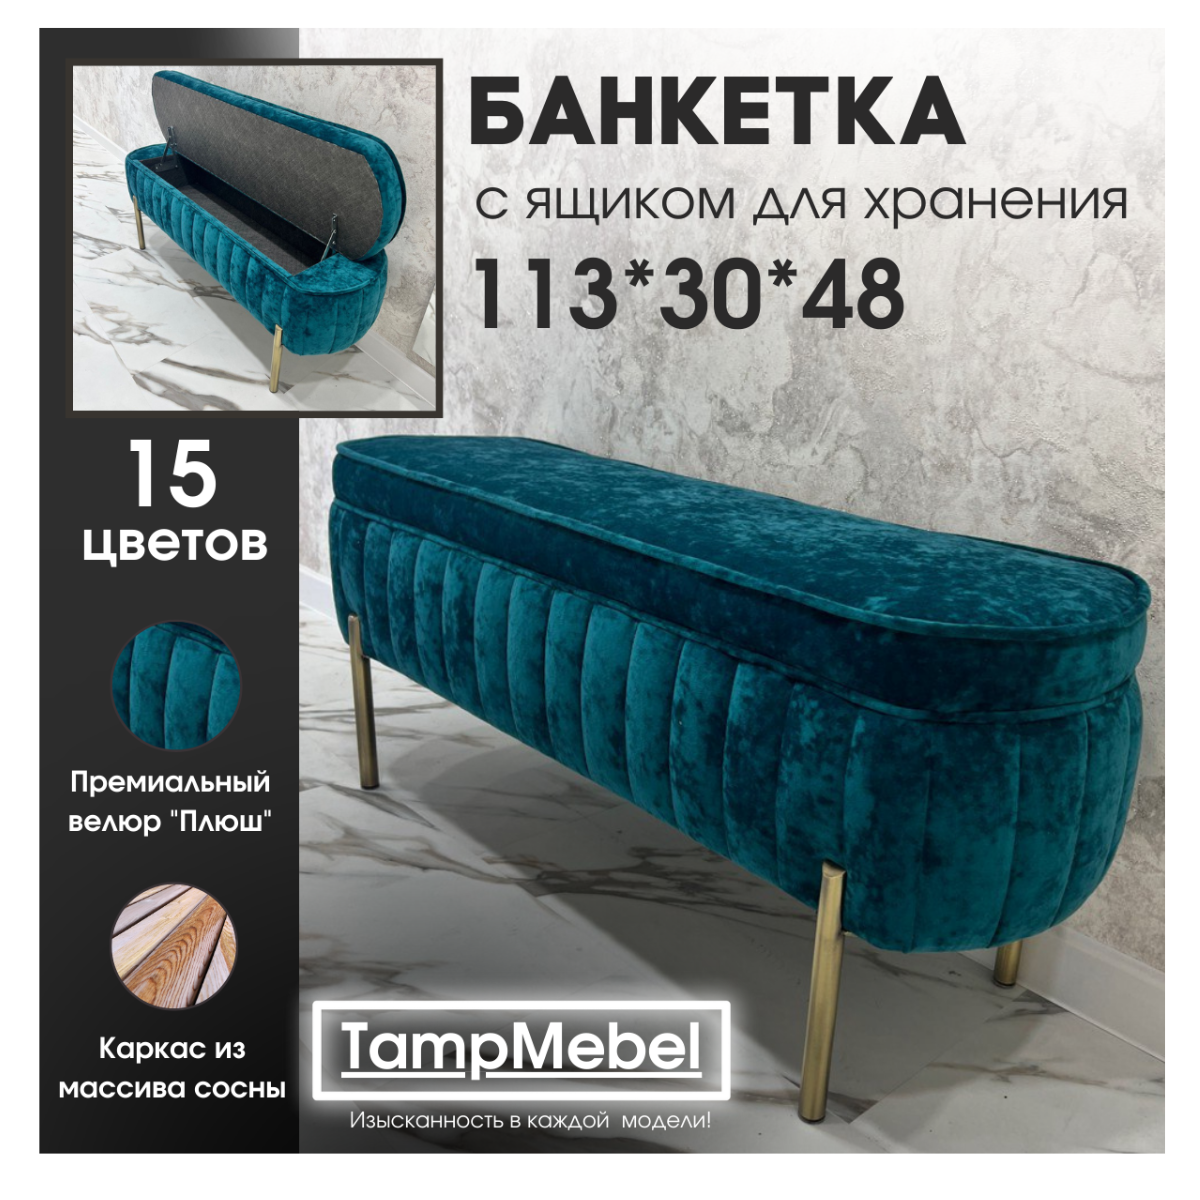 БАНКЕТКА
с ящиком для хранения
113*30*48
15
цветов
Премиальный
велюр "Плюш"
Каркас из
массива сосны
TampMebel
Изысканность в каждой модели!